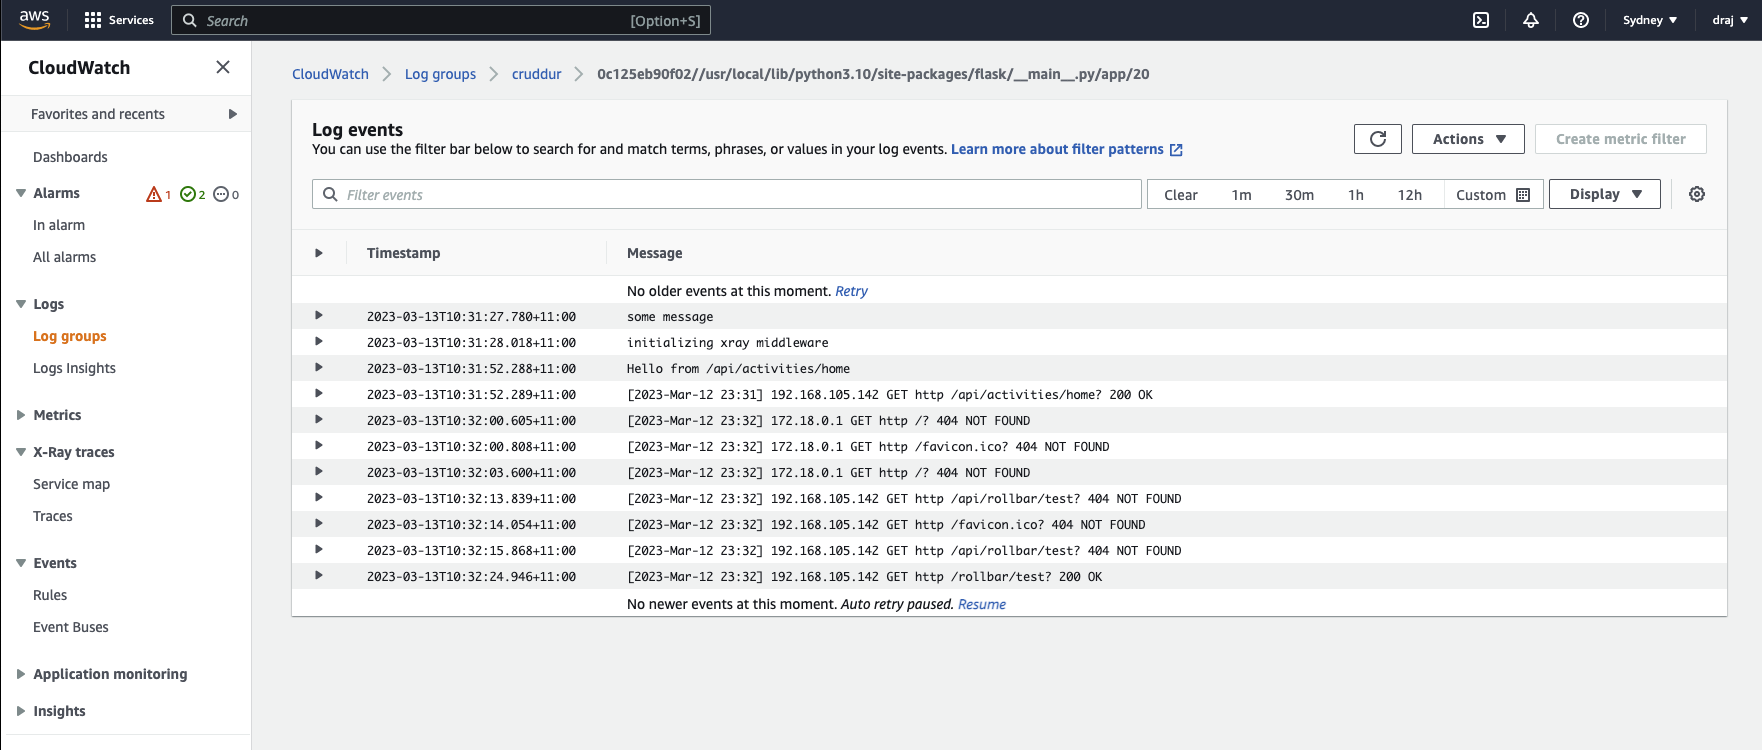 aws Services Search [Option+S] Sydney draj
CloudWatch
Favorites and recents
Dashboards
Alarms 1 2 0
In alarm
All alarms
Logs
Log groups
Logs Insights
Metrics
X-Ray traces
Service map
Traces
Events
Rules
Event Buses
Application monitoring
Insights
CloudWatch Log groups cruddur 0c125eb90f02//usr/local/lib/python3.10/site-packages/flask/__main__.py/app/20
Log events
You can use the filter bar below to search for and match terms, phrases, or values in your log events. Learn more about filter patterns
Actions Create metric filter
Filter events Clear 1m 30m 1h 12h Custom Display
Timestamp Message
No older events at this moment. Retry
2023-03-13T10:31:27.780+11:00 some message
2023-03-13T10:31:28.018+11:00 initializing xray middleware
2023-03-13T10:31:52.288+11:00 Hello from /api/activities/home
2023-03-13T10:31:52.289+11:00 [2023-Mar-12 23:31] 192.168.105.142 GET http /api/activities/home? 200 OK
2023-03-13T10:32:00.605+11:00 [2023-Mar-12 23:32] 172.18.0.1 GET http /? 404 NOT FOUND
2023-03-13T10:32:00.808+11:00 [2023-Mar-12 23:32] 172.18.0.1 GET http /favicon.ico? 404 NOT FOUND
2023-03-13T10:32:03.600+11:00 [2023-Mar-12 23:32] 172.18.0.1 GET http /? 404 NOT FOUND
2023-03-13T10:32:13.839+11:00 [2023-Mar-12 23:32] 192.168.105.142 GET http /api/rollbar/test? 404 NOT FOUND
2023-03-13T10:32:14.054+11:00 [2023-Mar-12 23:32] 192.168.105.142 GET http /favicon.ico? 404 NOT FOUND
2023-03-13T10:32:15.868+11:00 [2023-Mar-12 23:32] 192.168.105.142 GET http /api/rollbar/test? 404 NOT FOUND
2023-03-13T10:32:24.946+11:00 [2023-Mar-12 23:32] 192.168.105.142 GET http /rollbar/test? 200 OK
No newer events at this moment. Auto retry paused. Resume